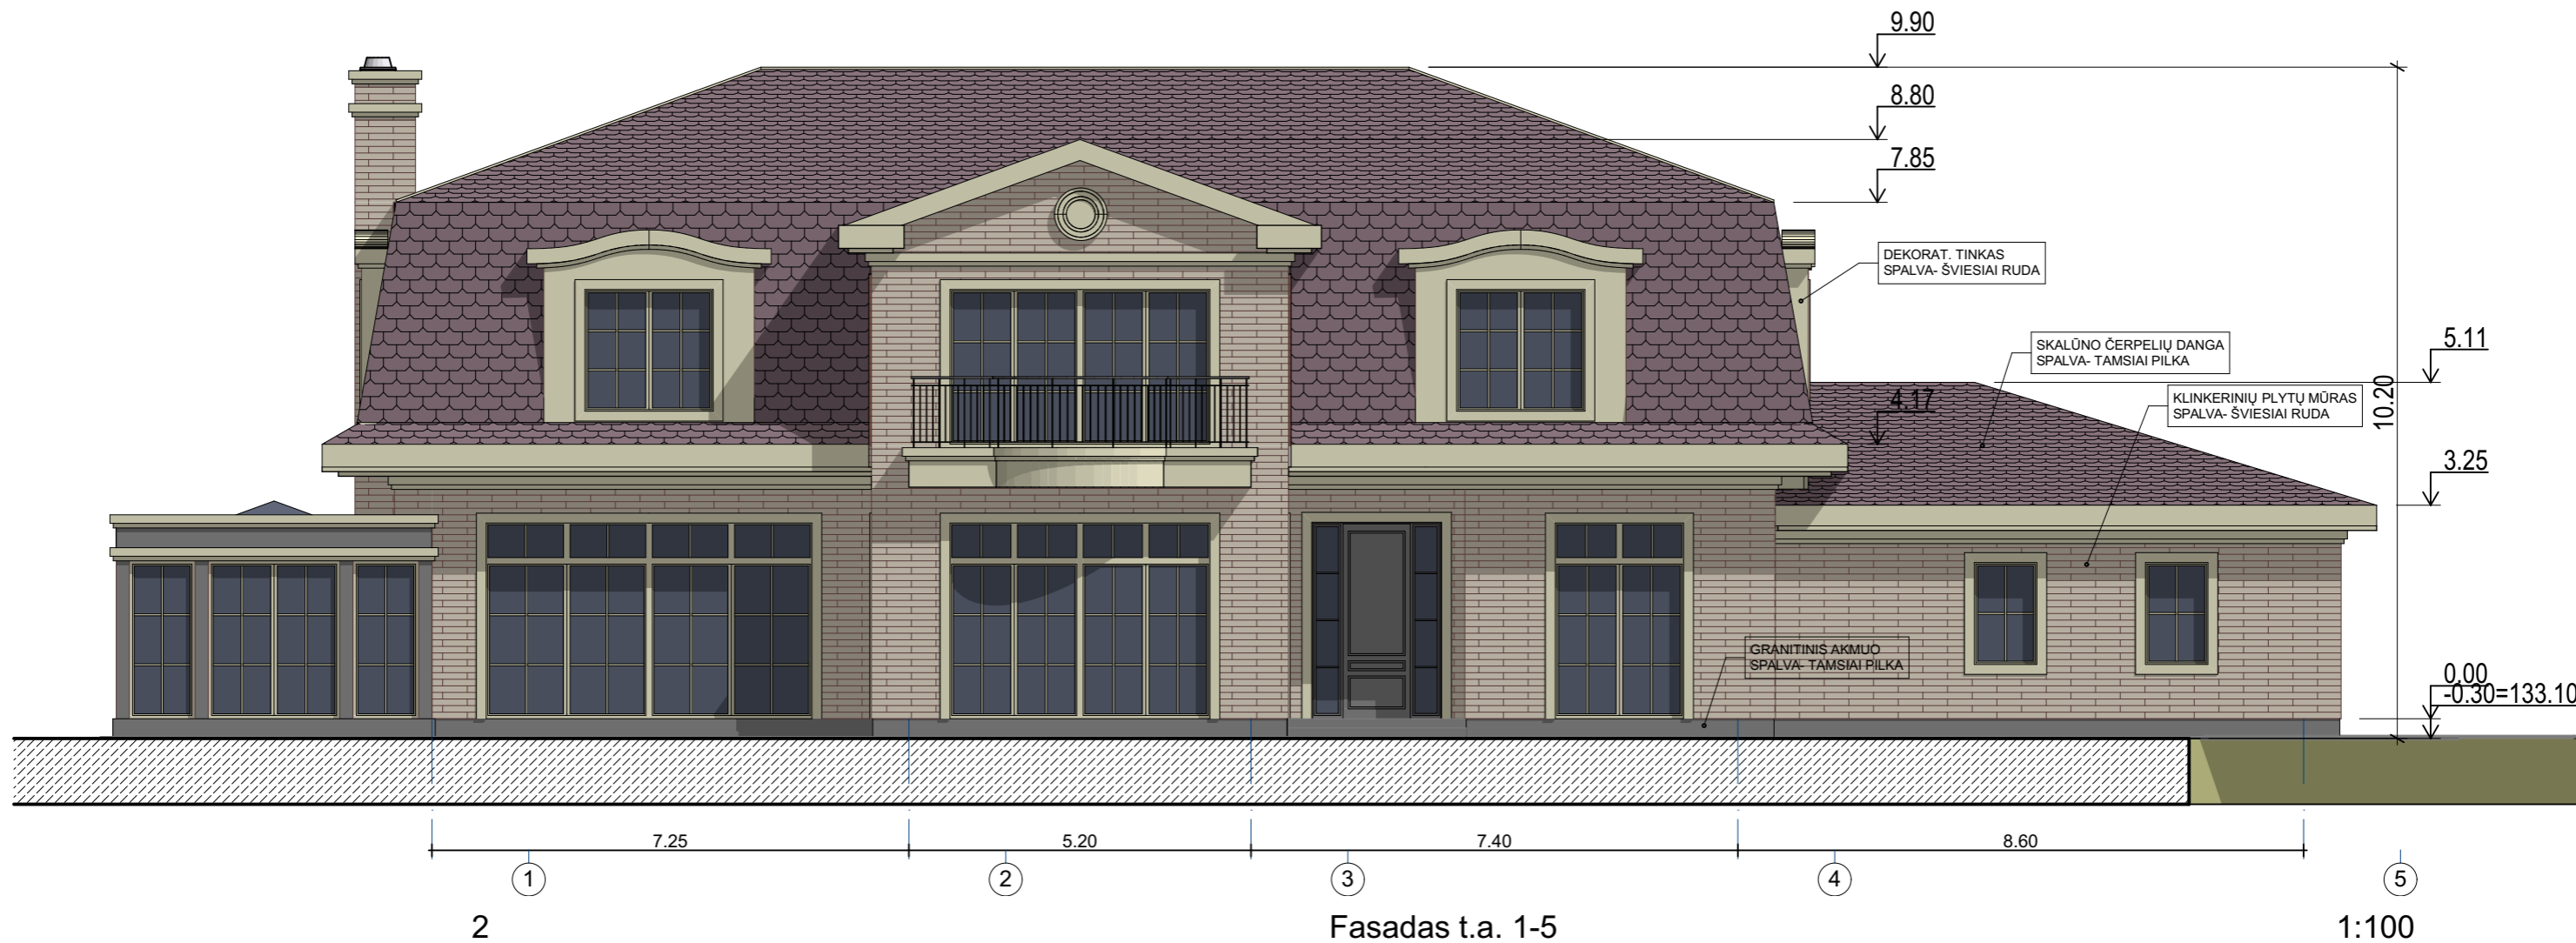 9.90
8.80
7.85
DEKORAT. TINKAS
SPALVA- ŠVIESIAI RUDA
SKALŪNO ČERPELIŲ DANGA
SPALVA- TAMSIAI PILKA
5.11
10.20
KLINKERINIŲ PLYTŲ MŪRAS
SPALVA- ŠVIESIAI RUDA
4.17
3.25
GRANITINIS AKMUO
SPALVA- TAMSIAI PILKA
0.00
-0.30=133.10
7.25
5.20
7.40
8.60
1
2
3
4
5
2
Fasadas t.a. 1-5
1:100